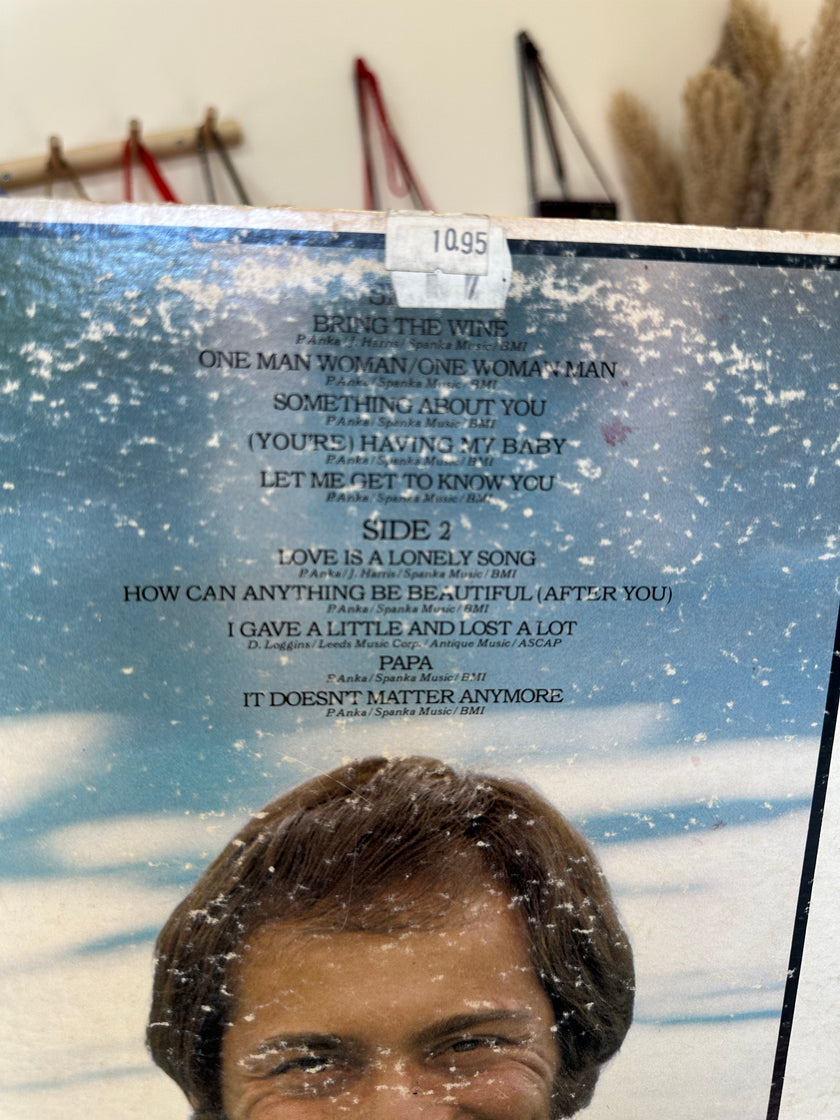 10.95
BRING THE WINE
P.Anka/J. Harris/Spanka Music/BMI
ONE MAN WOMAN/ONE WOMAN MAN
P.Anka/Spanka Music/BMI
SOMETHING ABOUT YOU
P.Anka/Spanka Music/BMI
(YOU'RE) HAVING MY BABY
P.Anka/Spanka Music/BMI
LET ME GET TO KNOW YOU
P.Anka/Spanka Music/BMI
SIDE 2
LOVE IS A LONELY SONG
P.Anka/J. Harris/Spanka Music/BMI
HOW CAN ANYTHING BE BEAUTIFUL (AFTER YOU)
P.Anka/Spanka Music/BMI
I GAVE A LITTLE AND LOST A LOT
D. Loggins/Leeds Music Corp./Antique Music/ASCAP
PAPA
P.Anka/Spanka Music/BMI
IT DOESN'T MATTER ANYMORE
P.Anka/Spanka Music/BMI